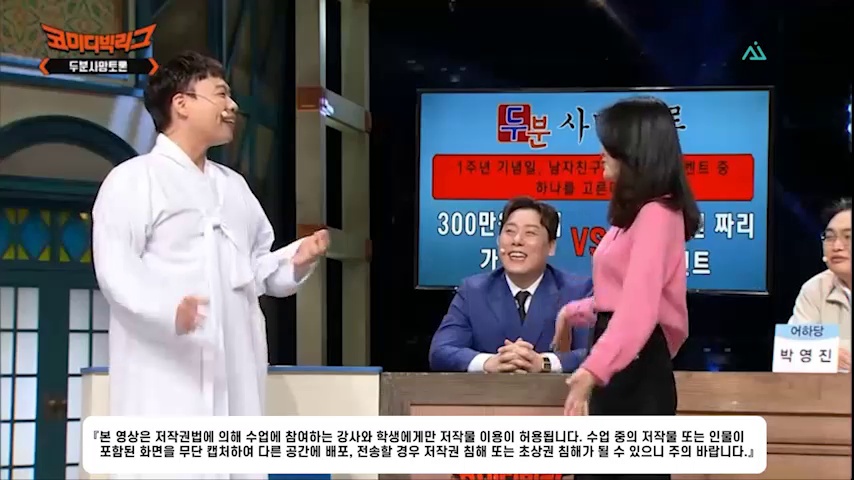 코미디빅리그
두분사망토론
두분 사
1주년 기념일, 남자친구 벤트 중
하나를 고른
300만 짜리
VS
가 벤트
어하당
박영진
『본 영상은 저작권법에 의해 수업에 참여하는 강사와 학생에게만 저작물 이용이 허용됩니다. 수업 중의 저작물 또는 인물이
포함된 화면을 무단 캡처하여 다른 공간에 배포, 전송할 경우 저작권 침해 또는 초상권 침해가 될 수 있으니 주의 바랍니다.』